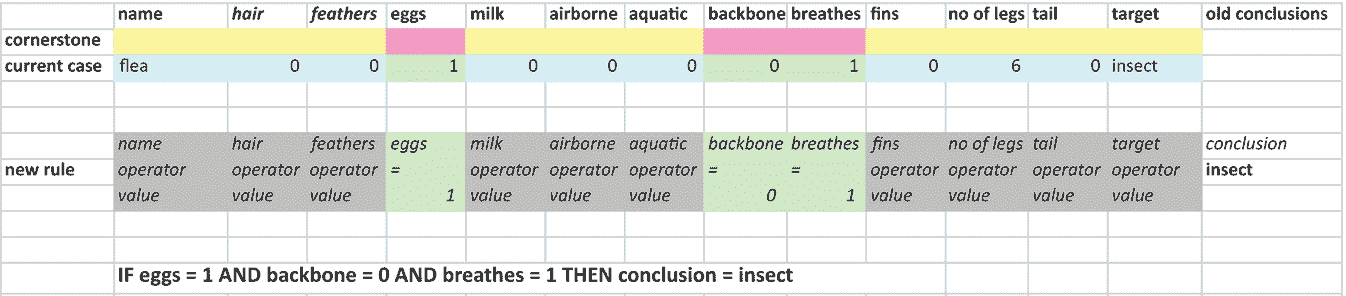 name hair feathers eggs milk airborne aquatic backbone breathes fins no of legs tail target old conclusions
cornerstone
current case flea 0 0 1 0 0 0 0 1 0 6 0 insect
name hair feathers eggs milk airborne aquatic backbone breathes fins no of legs tail target conclusion
new rule operator operator operator = operator operator operator = = operator operator operator operator insect
value value value 1 value value value 0 1 value value value value
IF eggs = 1 AND backbone = 0 AND breathes = 1 THEN conclusion = insect